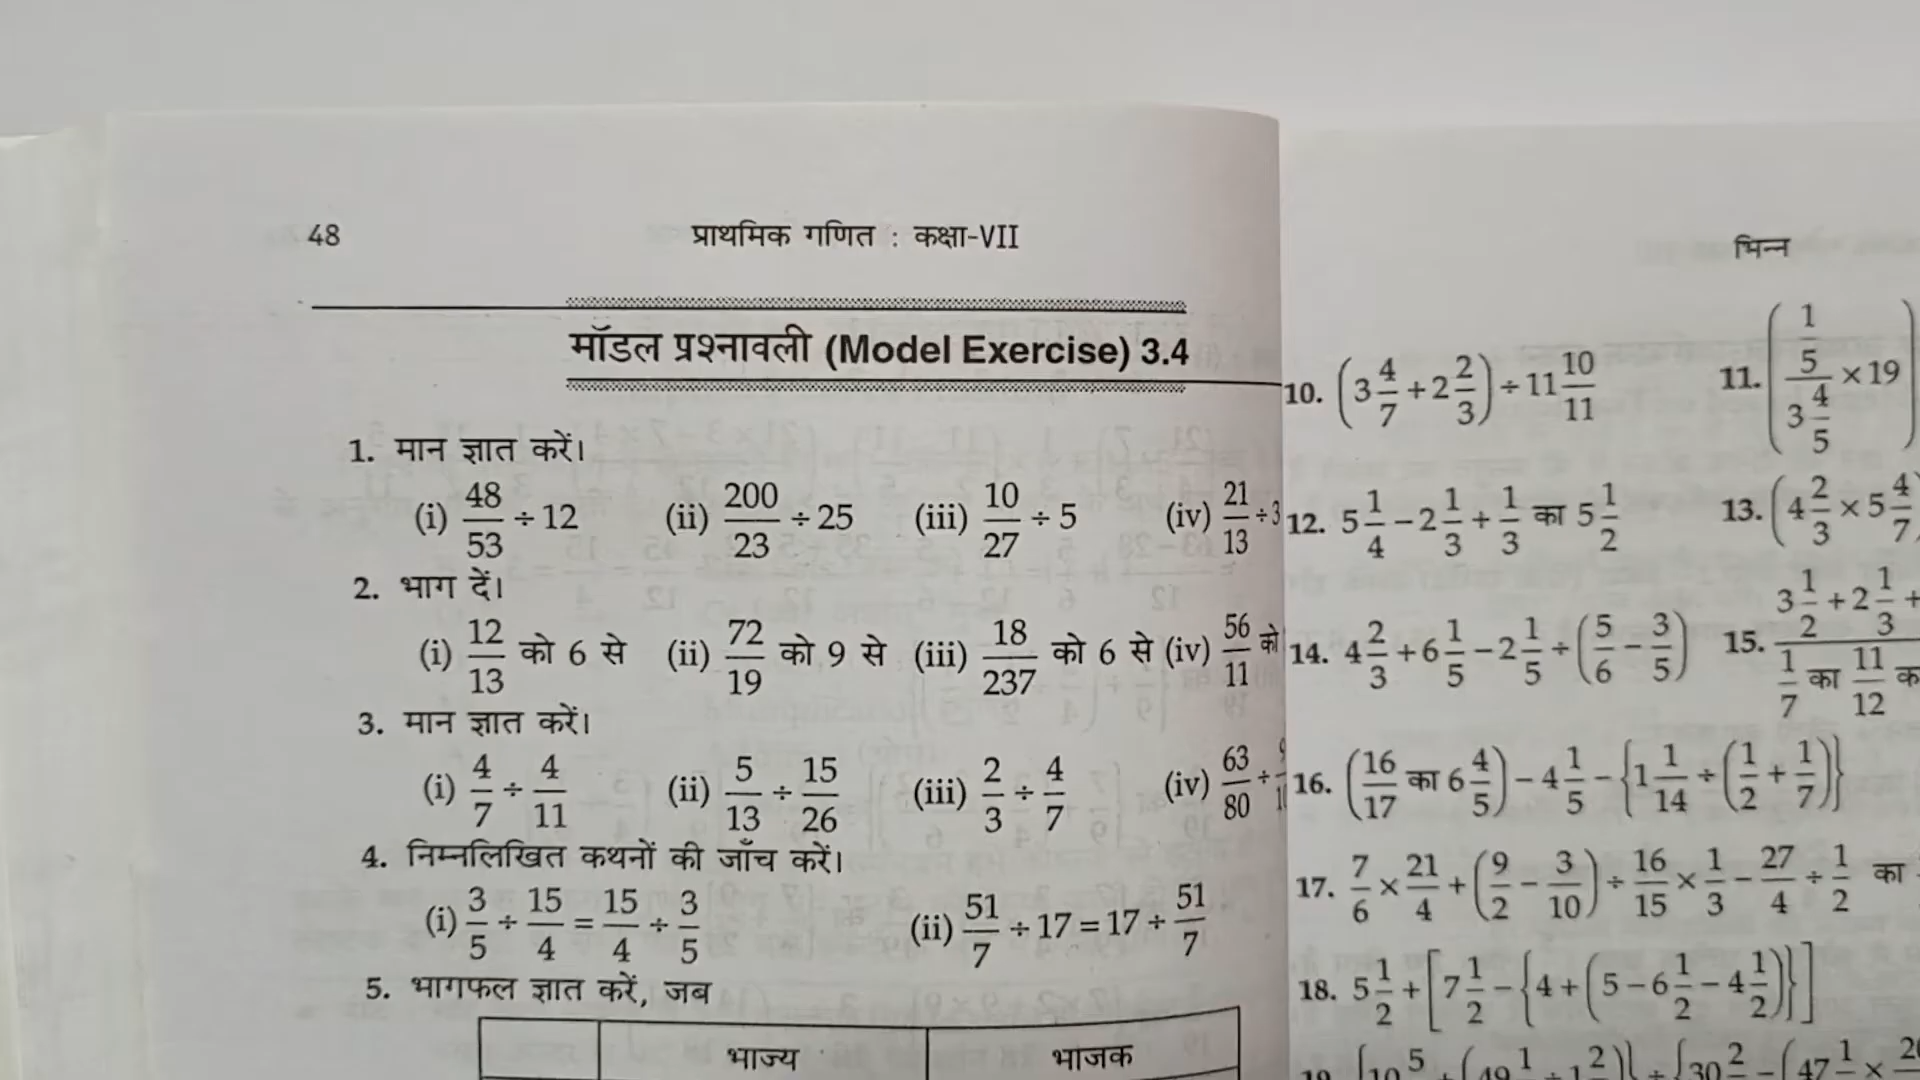 48
प्राथमिक गणित : कक्षा-VII
मॉडल प्रश्नावली (Model Exercise) 3.4
1. मान ज्ञात करें।
(i) 48/53 ÷ 12 (ii) 200/23 ÷ 25 (iii) 10/27 ÷ 5 (iv) 21/13 ÷ 3
2. भाग दें।
(i) 12/13 को 6 से (ii) 72/19 को 9 से (iii) 18/237 को 6 से (iv) 56/11 को
3. मान ज्ञात करें।
(i) 4/7 ÷ 4/11 (ii) 5/13 ÷ 15/26 (iii) 2/3 ÷ 4/7 (iv) 63/80 ÷
4. निम्नलिखित कथनों की जाँच करें।
(i) 3/5 ÷ 15/4 = 15/4 ÷ 3/5 (ii) 51/7 ÷ 17 = 17 ÷ 51/7
5. भागफल ज्ञात करें, जब
भाज्य भाजक
भिन्न
10. (3 4/7 + 2 2/3) ÷ 11 10/11 11. ((1/5)/(3 4/5) × 19)
12. 5 1/4 − 2 1/3 + 1/3 का 5 1/2 13. (4 2/3 × 5 4/7)
14. 4 2/3 + 6 1/5 − 2 1/5 ÷ (5/6 − 3/5) 15. 3 1/2 + 2 1/3 + / 1/7 का 11/12
16. (16/17 का 6 4/5) − 4 1/5 − {1 1/14 ÷ (1/2 + 1/7)}
17. 7/6 × 21/4 + (9/2 − 3/10) ÷ 16/15 × 1/3 − 27/4 ÷ 1/2 का
18. 5 1/2 + [7 1/2 − {4 + (5 − 6 1/2 − 4 1/2)}]